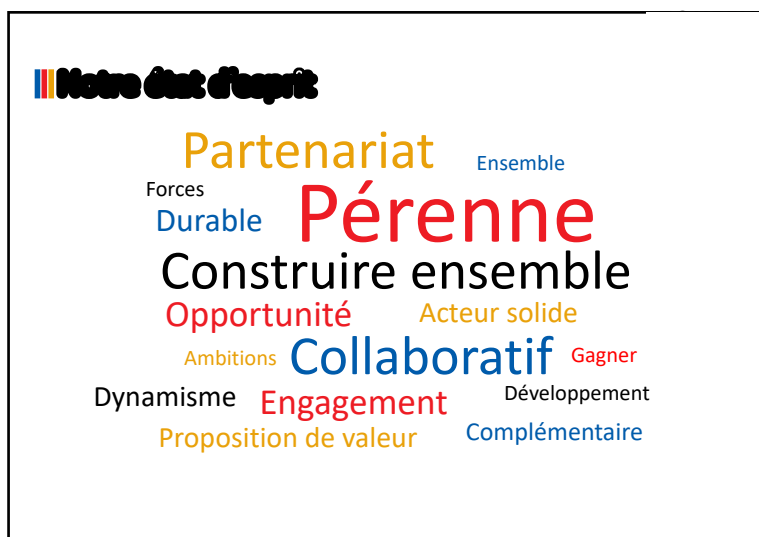 Notre état d'esprit
Partenariat
Ensemble
Forces
Durable
Pérenne
Construire ensemble
Opportunité
Acteur solide
Ambitions
Collaboratif
Gagner
Dynamisme
Engagement
Développement
Proposition de valeur
Complémentaire